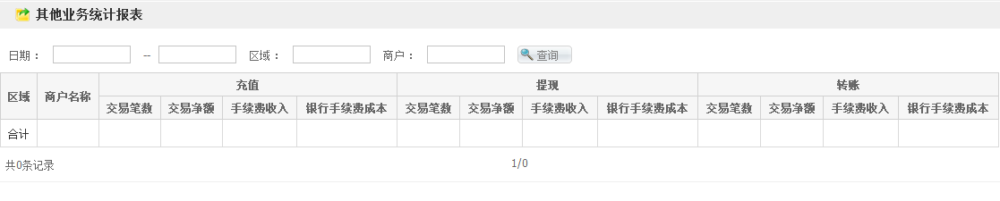 其他业务统计报表
日期： -- 区域： 商户： 查询
区域 商户名称 充值 提现 转账
交易笔数 交易净额 手续费收入 银行手续费成本 交易笔数 交易净额 手续费收入 银行手续费成本 交易笔数 交易净额 手续费收入 银行手续费成本
合计
共0条记录 1/0